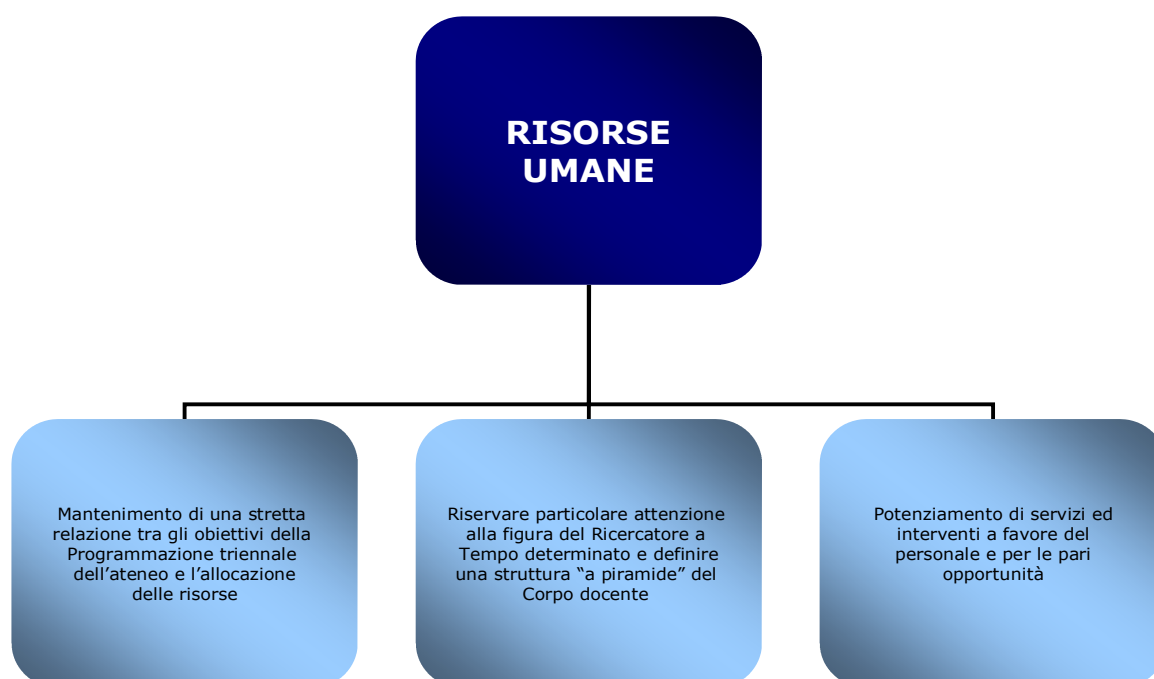 RISORSE
UMANE
Mantenimento di una stretta
relazione tra gli obiettivi della
Programmazione triennale
dell’ateneo e l’allocazione
delle risorse
Riservare particolare attenzione
alla figura del Ricercatore a
Tempo determinato e definire
una struttura “a piramide” del
Corpo docente
Potenziamento di servizi ed
interventi a favore del
personale e per le pari
opportunità